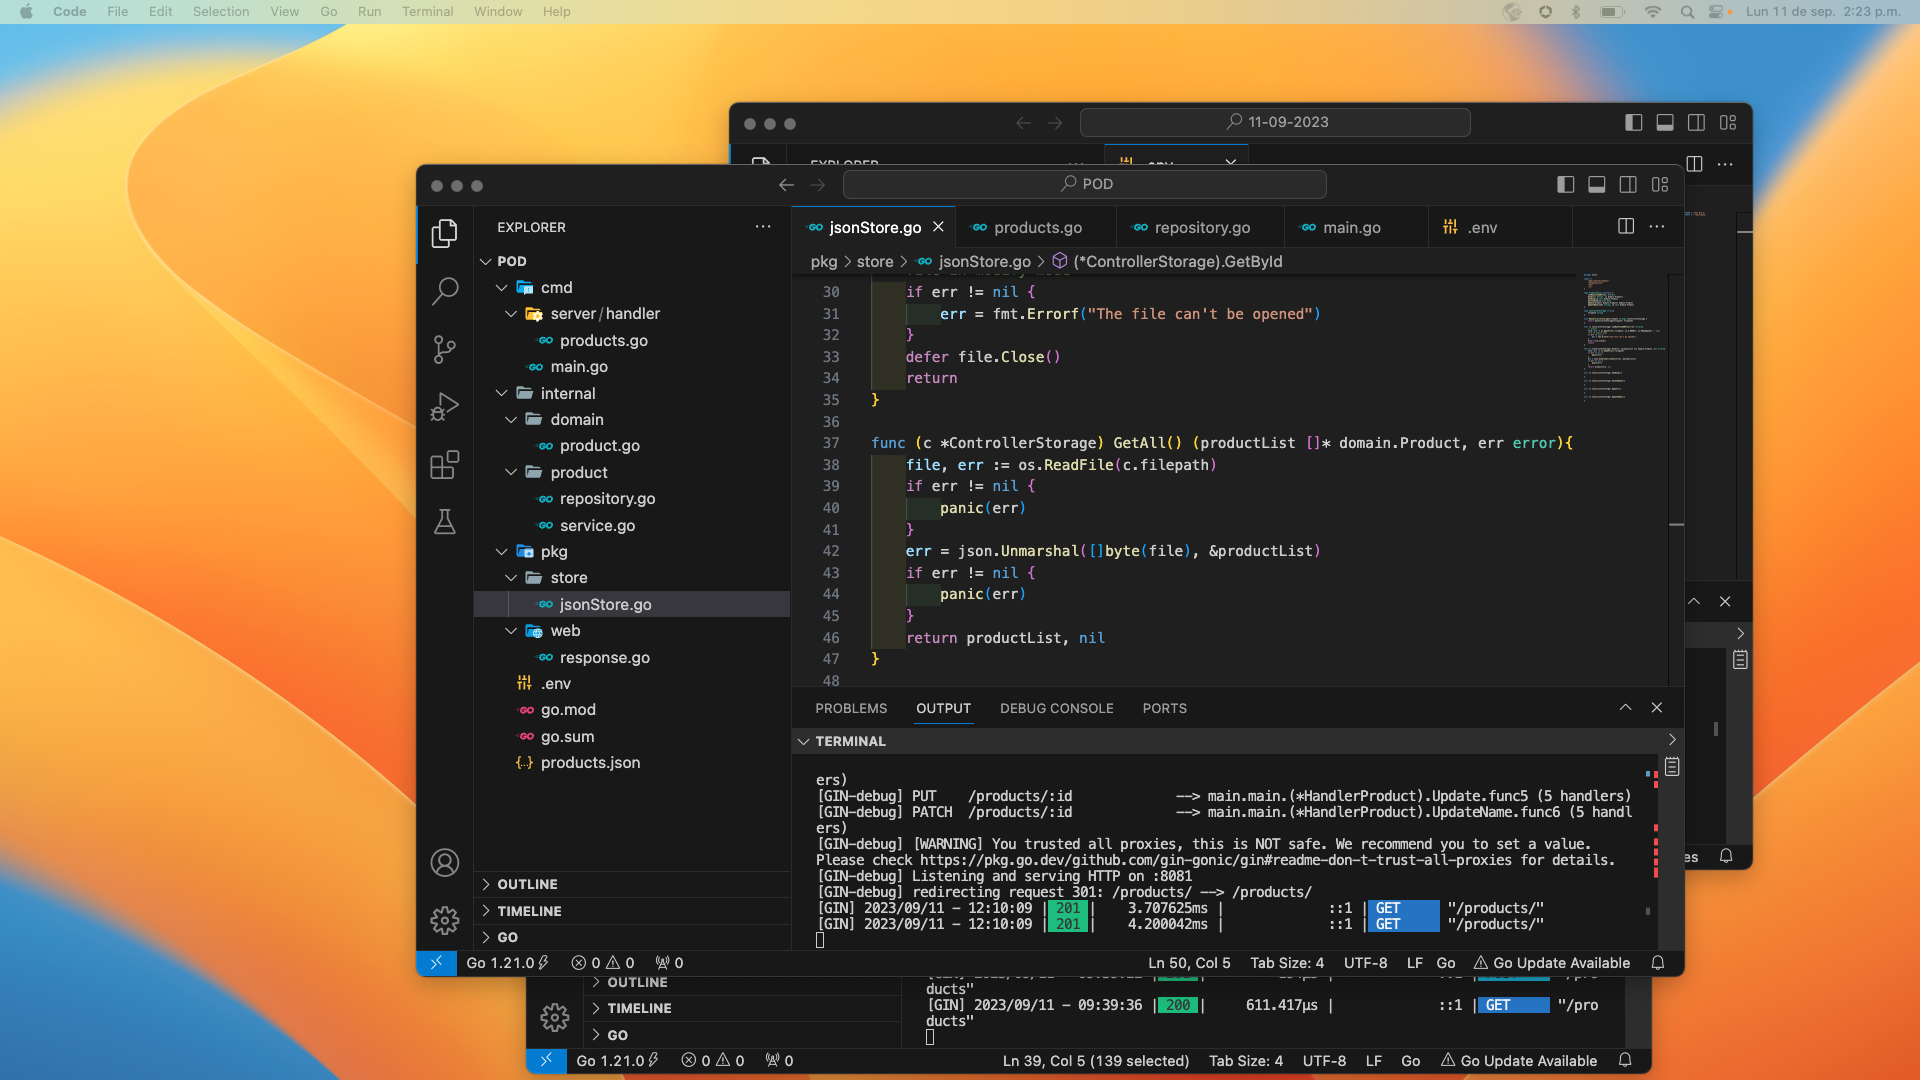 Code File Edit Selection View Go Run Terminal Window Help
Lun 11 de sep. 2:23 p.m.
11-09-2023
EXPLORER
POD
EXPLORER
jsonStore.go products.go repository.go main.go .env
POD
pkg > store > jsonStore.go > (*ControllerStorage).GetById
cmd
server/handler
products.go
main.go
internal
domain
product.go
product
repository.go
service.go
pkg
store
jsonStore.go
web
response.go
.env
go.mod
go.sum
products.json
OUTLINE
TIMELINE
GO
30 if err != nil {
31 err = fmt.Errorf("The file can't be opened")
32 }
33 defer file.Close()
34 return
35 }
36
37 func (c *ControllerStorage) GetAll() (productList []* domain.Product, err error){
38 file, err := os.ReadFile(c.filepath)
39 if err != nil {
40 panic(err)
41 }
42 err = json.Unmarshal([]byte(file), &productList)
43 if err != nil {
44 panic(err)
45 }
46 return productList, nil
47 }
48
PROBLEMS OUTPUT DEBUG CONSOLE PORTS
TERMINAL
ers)
[GIN-debug] PUT /products/:id --> main.main.(*HandlerProduct).Update.func5 (5 handlers)
[GIN-debug] PATCH /products/:id --> main.main.(*HandlerProduct).UpdateName.func6 (5 handl
ers)
[GIN-debug] [WARNING] You trusted all proxies, this is NOT safe. We recommend you to set a value.
Please check https://pkg.go.dev/github.com/gin-gonic/gin#readme-don-t-trust-all-proxies for details.
[GIN-debug] Listening and serving HTTP on :8081
[GIN-debug] redirecting request 301: /products/ --> /products/
[GIN] 2023/09/11 - 12:10:09 | 201 | 3.707625ms | ::1 | GET "/products/"
[GIN] 2023/09/11 - 12:10:09 | 201 | 4.200042ms | ::1 | GET "/products/"
es
Go 1.21.0 0 0 0 Ln 50, Col 5 Tab Size: 4 UTF-8 LF Go Go Update Available
OUTLINE
TIMELINE
GO
ducts"
[GIN] 2023/09/11 - 09:39:36 | 200 | 611.417µs | ::1 | GET "/pro
ducts"
Go 1.21.0 0 0 0 Ln 39, Col 5 (139 selected) Tab Size: 4 UTF-8 LF Go Go Update Available